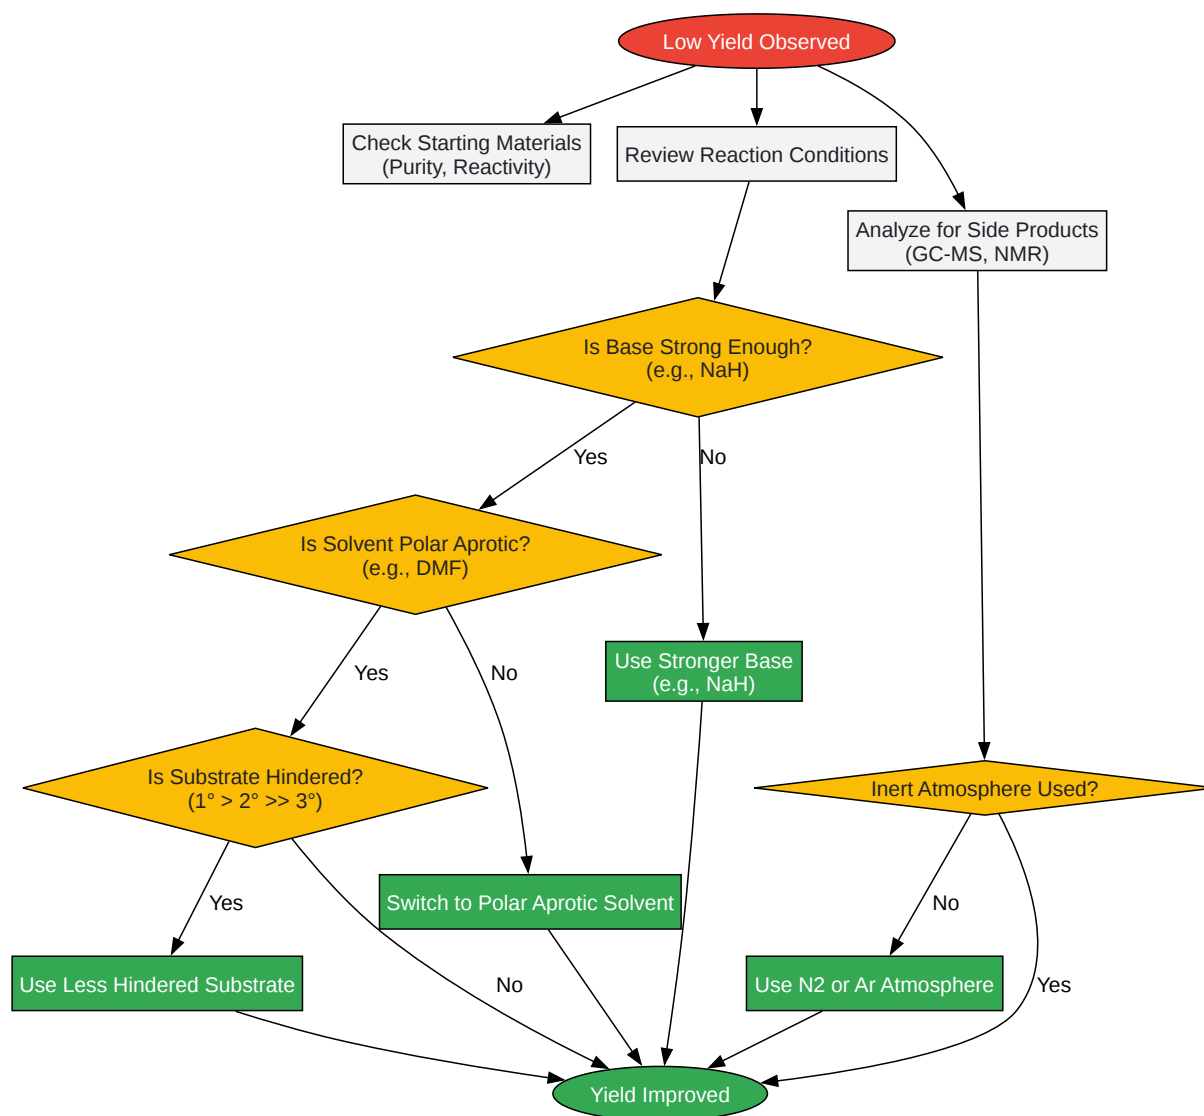 Low Yield Observed
Check Starting Materials
(Purity, Reactivity)
Review Reaction Conditions
Analyze for Side Products
(GC-MS, NMR)
Is Base Strong Enough?
(e.g., NaH)
Yes
No
Is Solvent Polar Aprotic?
(e.g., DMF)
Use Stronger Base
(e.g., NaH)
Yes
No
Is Substrate Hindered?
(1° > 2° >> 3°)
Inert Atmosphere Used?
Yes
Switch to Polar Aprotic Solvent
No
Use Less Hindered Substrate
No
Use N2 or Ar Atmosphere
Yes
Yield Improved